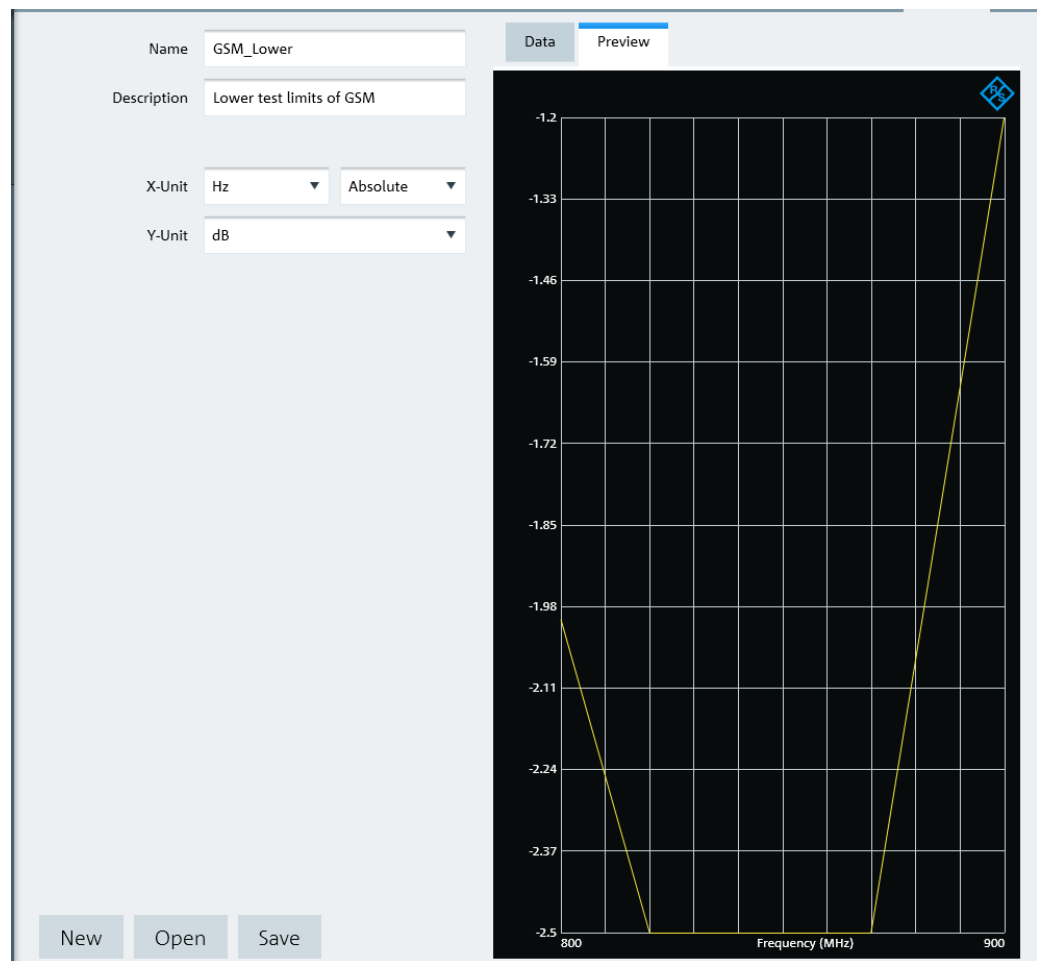 Name GSM_Lower
Description Lower test limits of GSM
X-Unit Hz Absolute
Y-Unit dB
New Open Save
Data Preview
R&S
-1.2
-1.33
-1.46
-1.59
-1.72
-1.85
-1.98
-2.11
-2.24
-2.37
-2.5
800 Frequency (MHz) 900